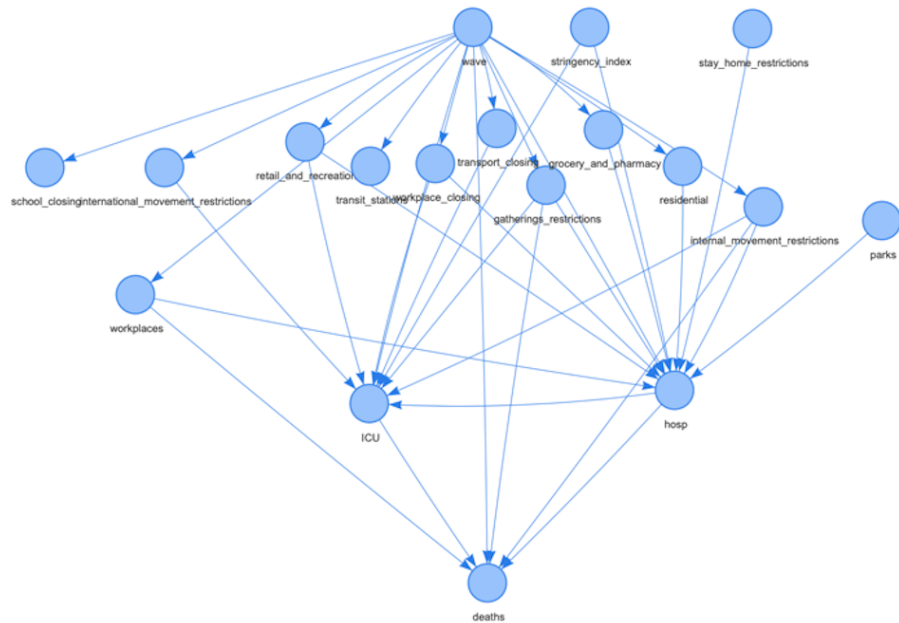 wave
stringency_index
stay_home_restrictions
school_closing
international_movement_restrictions
retail_and_recreation
transit_stations
workplace_closing
transport_closing
gatherings_restrictions
grocery_and_pharmacy
residential
internal_movement_restrictions
parks
workplaces
ICU
hosp
deaths